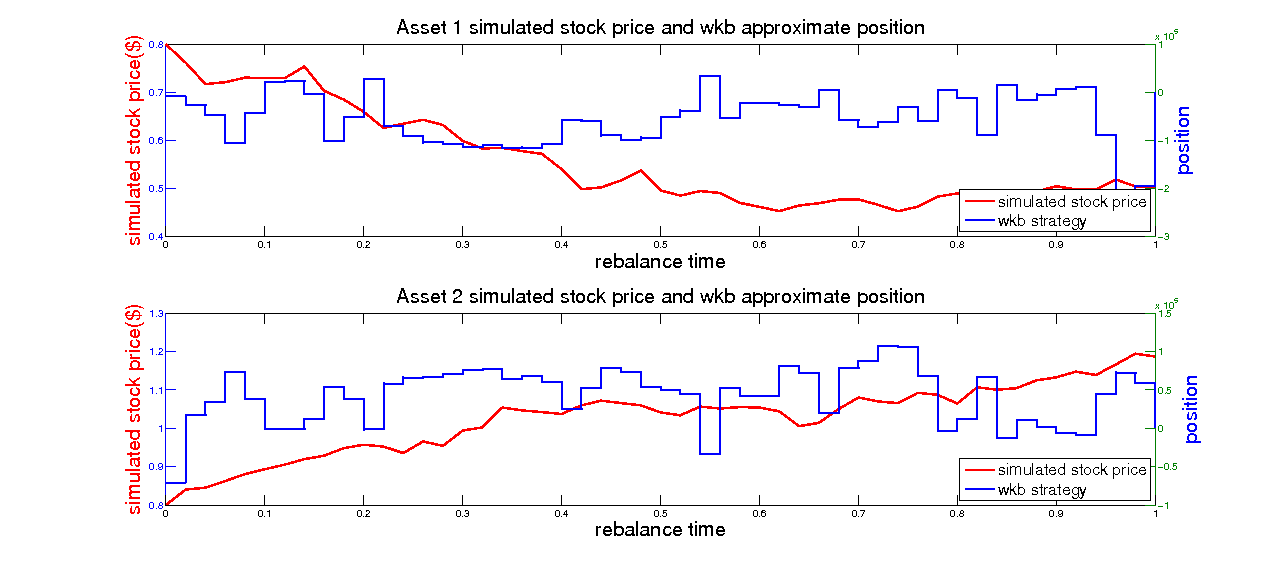 Asset 1 simulated stock price and wkb approximate position
simulated stock price($)
0.8
0.7
0.6
0.5
0.4
x 10
1
0
-1
-2
-3
position
simulated stock price
wkb strategy
0 0.1 0.2 0.3 0.4 0.5 0.6 0.7 0.8 0.9 1
rebalance time
Asset 2 simulated stock price and wkb approximate position
simulated stock price($)
1.3
1.2
1.1
1
0.9
0.8
x 10
1.5
1
0.5
0
-0.5
-1
position
simulated stock price
wkb strategy
0 0.1 0.2 0.3 0.4 0.5 0.6 0.7 0.8 0.9 1
rebalance time